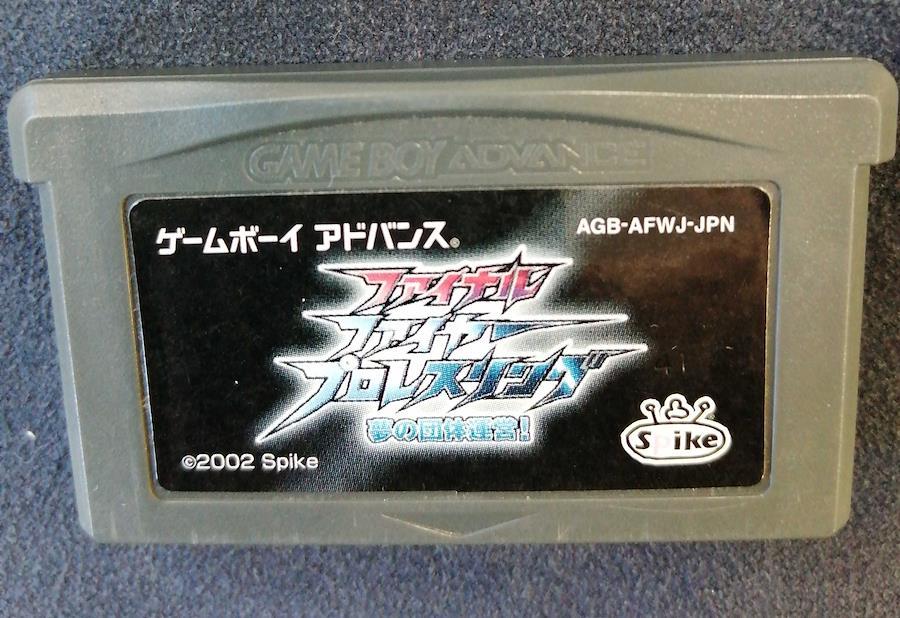 GAME BOY ADVANCE
ゲームボーイ アドバンス®
AGB-AFWJ-JPN
ファイナル
ファイヤー
プロレスリング
夢の団体運営!
Spike
©2002 Spike